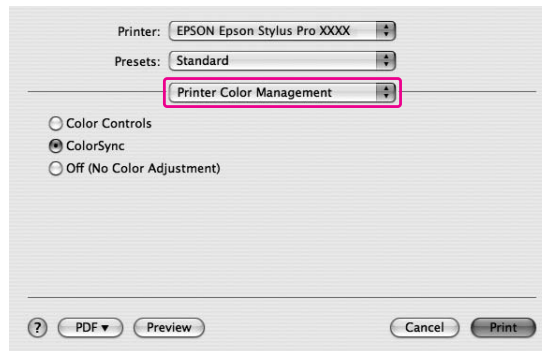 Printer: EPSON Epson Stylus Pro XXXX
Presets: Standard
Printer Color Management
Color Controls
ColorSync
Off (No Color Adjustment)
? PDF ▼ Preview Cancel Print